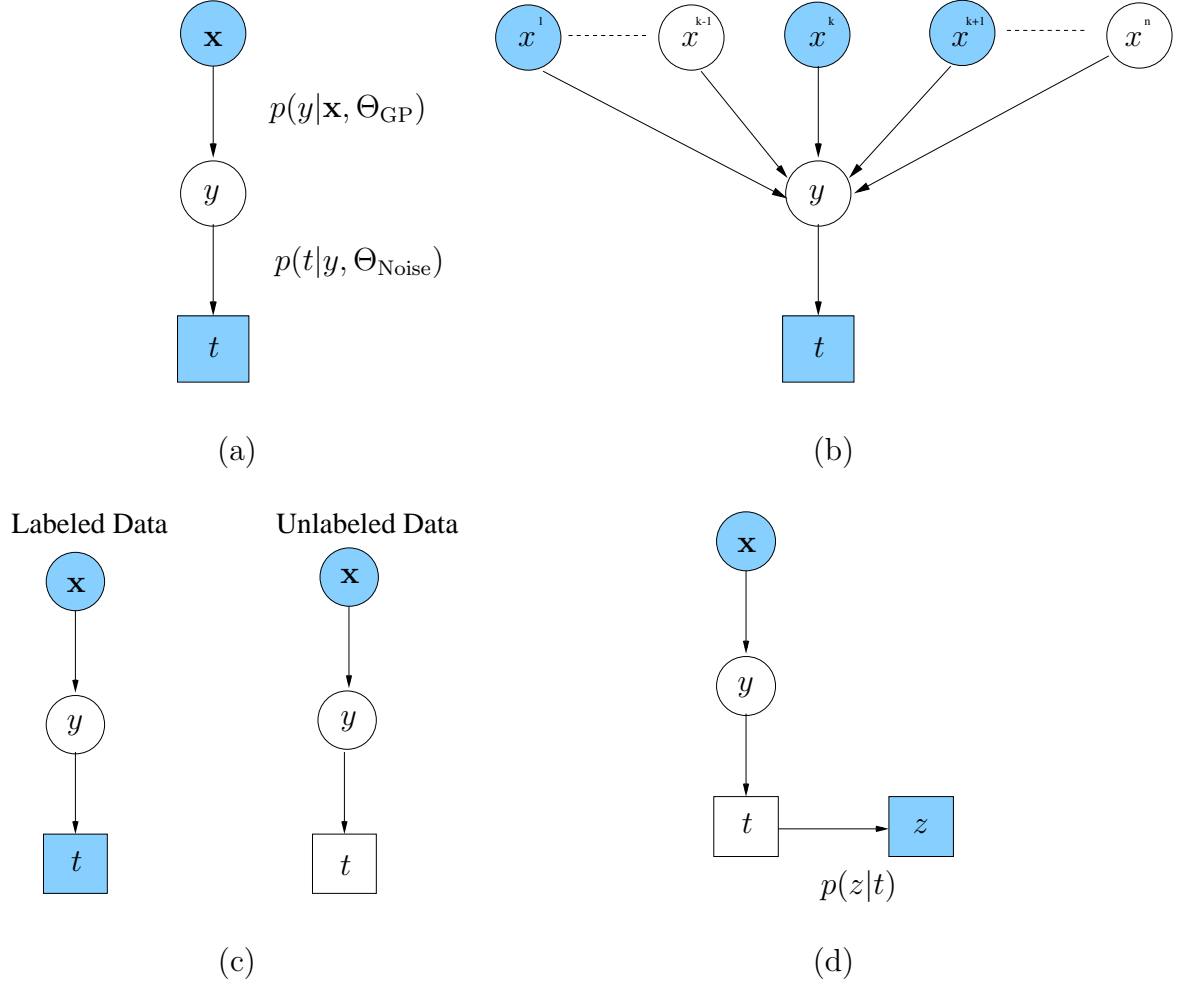 x
p(y|x, Θ_GP)
y
p(t|y, Θ_Noise)
t
(a)
x^1 x^k-1 x^k x^k+1 x^n
y
t
(b)
Labeled Data
x
y
t
Unlabeled Data
x
y
t
(c)
x
y
t z
p(z|t)
(d)